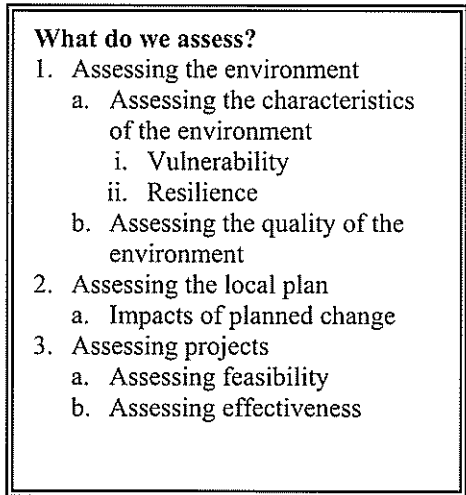 What do we assess?
1. Assessing the environment
a. Assessing the characteristics
of the environment
i. Vulnerability
ii. Resilience
b. Assessing the quality of the
environment
2. Assessing the local plan
a. Impacts of planned change
3. Assessing projects
a. Assessing feasibility
b. Assessing effectiveness